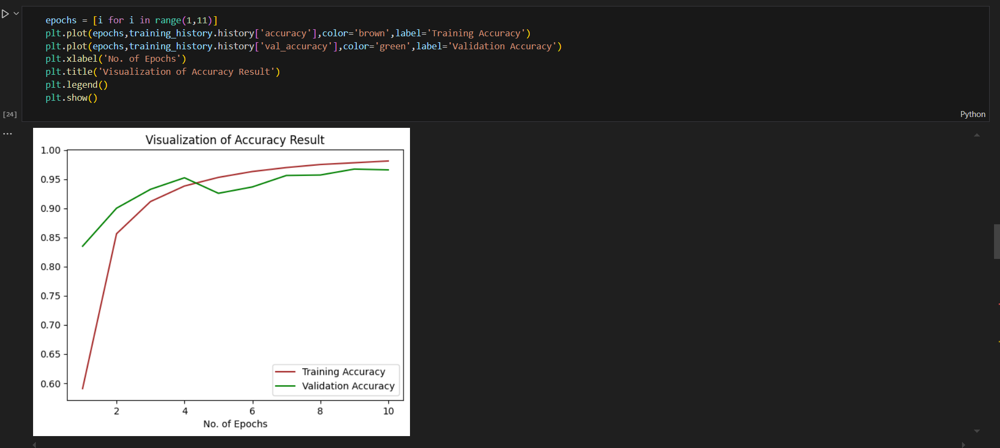 epochs = [i for i in range(1,11)]
plt.plot(epochs,training_history.history['accuracy'],color='brown',label='Training Accuracy')
plt.plot(epochs,training_history.history['val_accuracy'],color='green',label='Validation Accuracy')
plt.xlabel('No. of Epochs')
plt.title('Visualization of Accuracy Result')
plt.legend()
plt.show()
[24]
Python
...
Visualization of Accuracy Result
1.00
0.95
0.90
0.85
0.80
0.75
0.70
0.65
0.60
Training Accuracy
Validation Accuracy
2 4 6 8 10
No. of Epochs